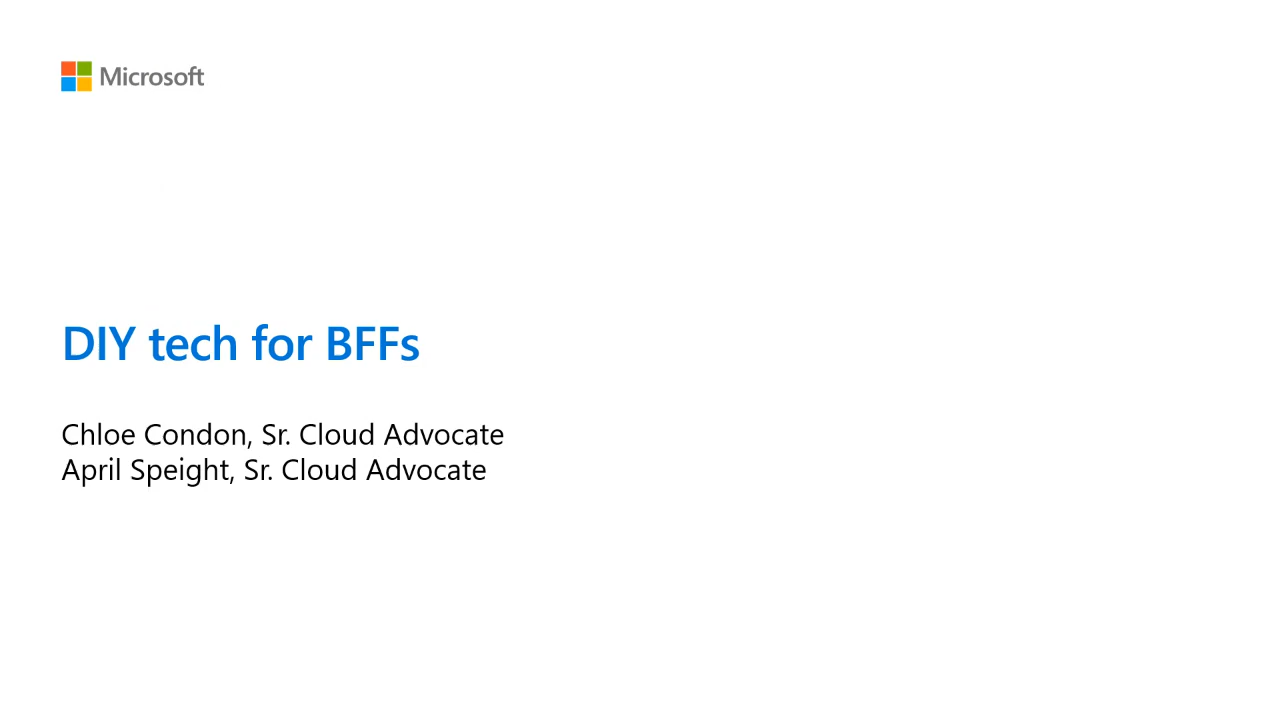 Microsoft
DIY tech for BFFs
Chloe Condon, Sr. Cloud Advocate
April Speight, Sr. Cloud Advocate